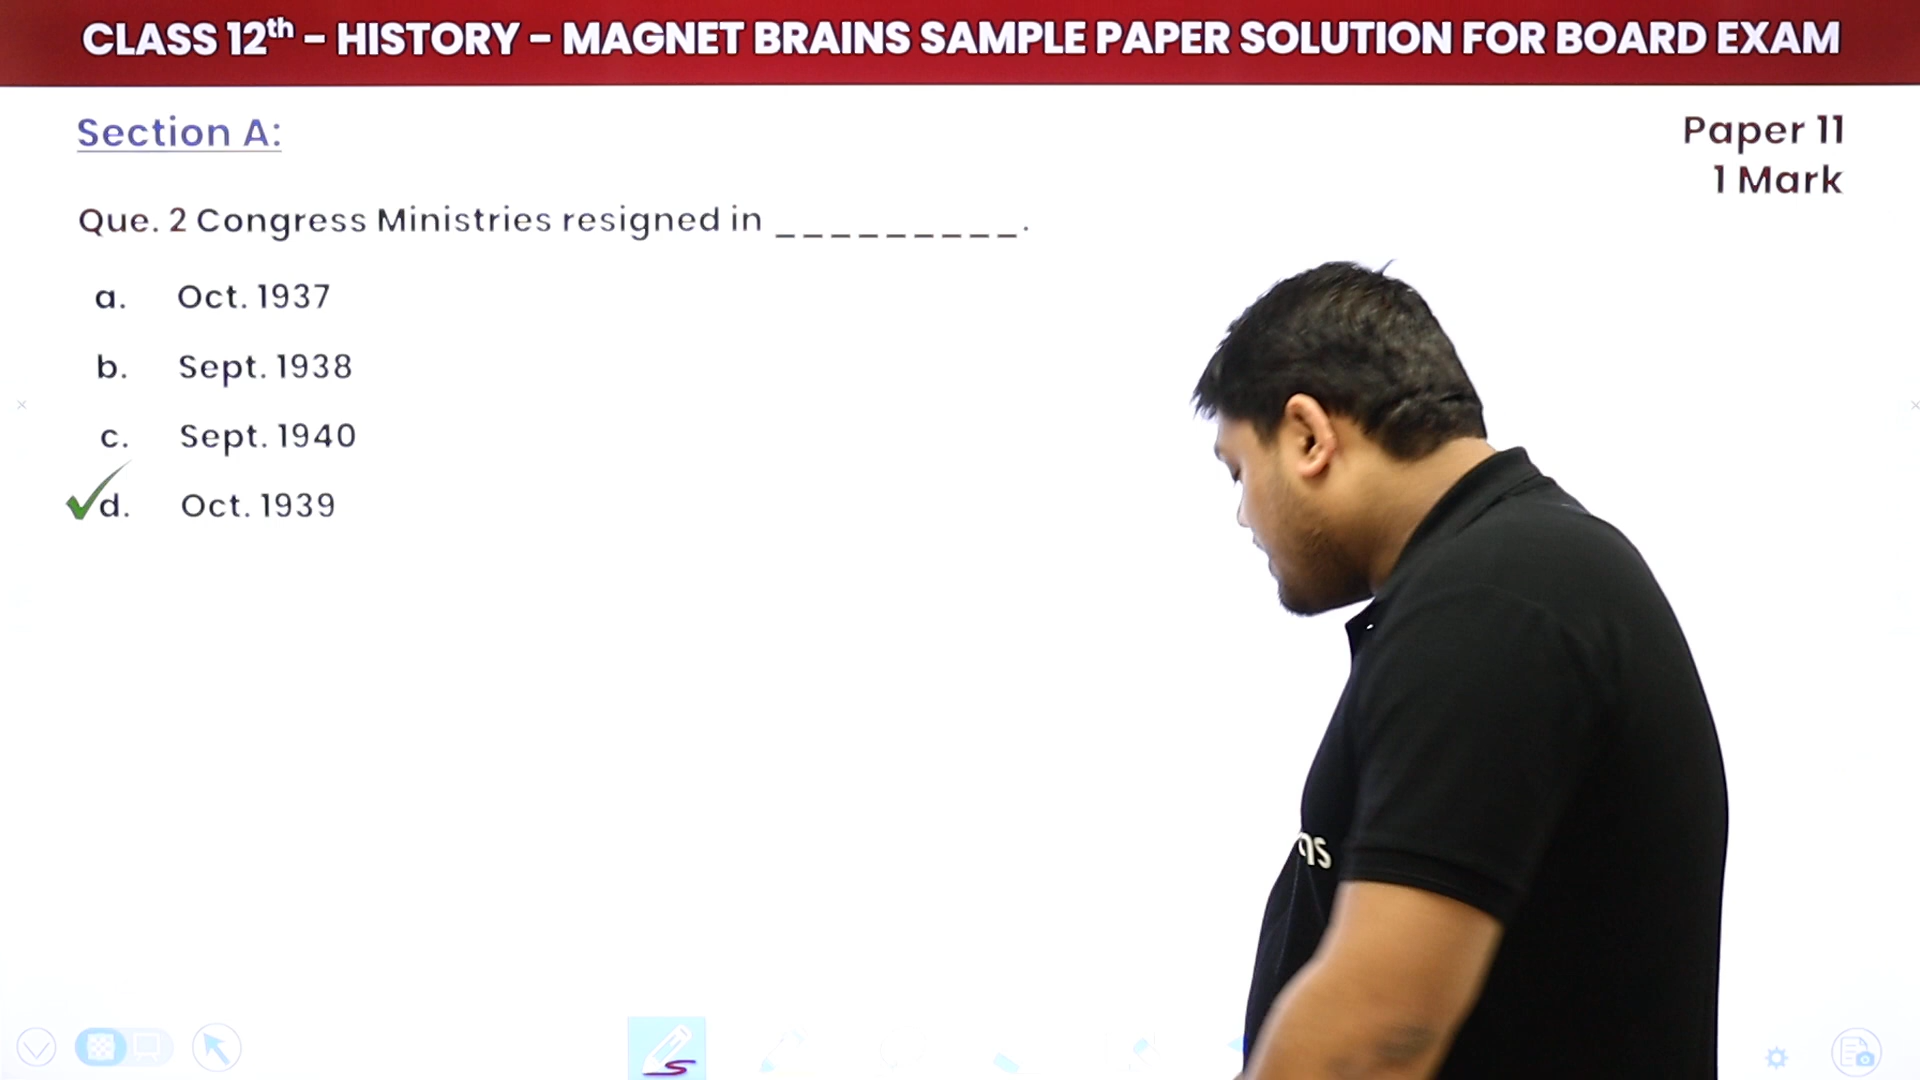 CLASS 12th - HISTORY - MAGNET BRAINS SAMPLE PAPER SOLUTION FOR BOARD EXAM
Section A:
Paper 11
1 Mark
Que. 2 Congress Ministries resigned in _ _ _ _ _ _ _ _ _.
a. Oct. 1937
b. Sept. 1938
c. Sept. 1940
d. Oct. 1939